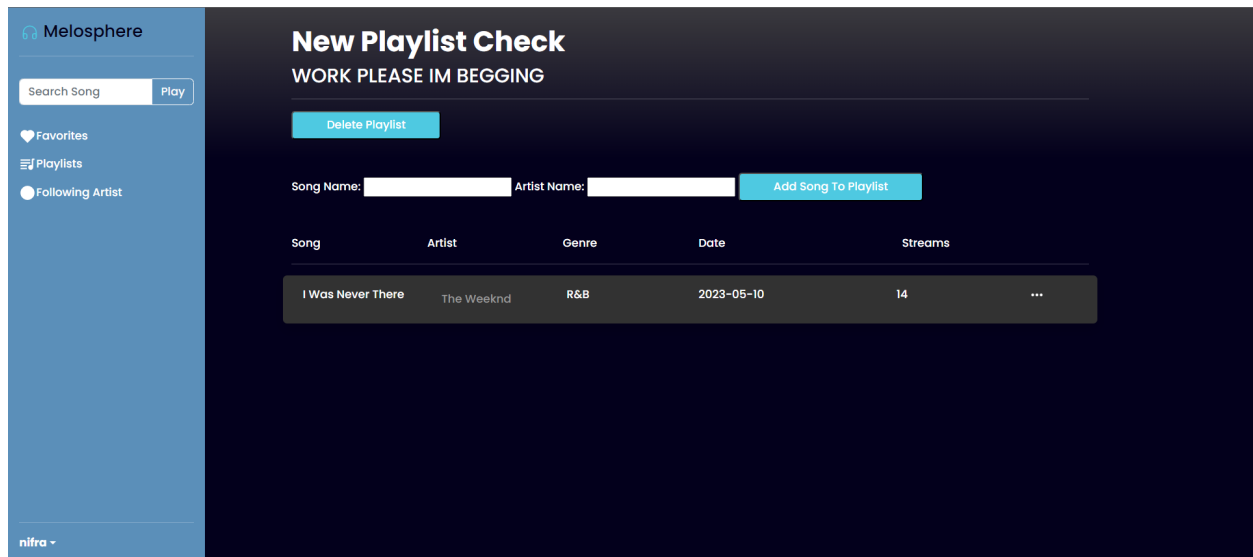 Melosphere
Search Song Play
Favorites
Playlists
Following Artist
nifra
New Playlist Check
WORK PLEASE IM BEGGING
Delete Playlist
Song Name: Artist Name: Add Song To Playlist
Song Artist Genre Date Streams
I Was Never There The Weeknd R&B 2023-05-10 14 ...